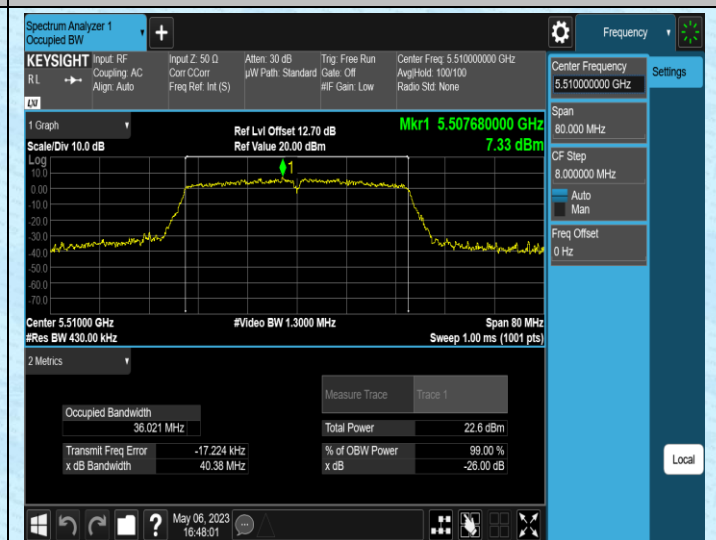 Spectrum Analyzer 1
Occupied BW
Frequency
KEYSIGHT
RL
LXI
Input: RF
Coupling: AC
Align: Auto
Input Z: 50 Ω
Corr CCorr
Freq Ref: Int (S)
Atten: 30 dB
µW Path: Standard
Trig: Free Run
Gate: Off
#IF Gain: Low
Center Freq: 5.510000000 GHz
Avg|Hold: 100/100
Radio Std: None
Center Frequency
5.510000000 GHz
Settings
Span
80.000 MHz
CF Step
8.000000 MHz
Auto
Man
Freq Offset
0 Hz
Local
1 Graph
Scale/Div 10.0 dB
Ref Lvl Offset 12.70 dB
Ref Value 20.00 dBm
Mkr1 5.507680000 GHz
7.33 dBm
Log
10.0
0.00
-10.0
-20.0
-30.0
-40.0
-50.0
-60.0
-70.0
1
Center 5.51000 GHz
#Res BW 430.00 kHz
#Video BW 1.3000 MHz
Span 80 MHz
Sweep 1.00 ms (1001 pts)
2 Metrics
Measure Trace
Trace 1
Occupied Bandwidth
36.021 MHz
Total Power
22.6 dBm
Transmit Freq Error
-17.224 kHz
% of OBW Power
99.00 %
x dB Bandwidth
40.38 MHz
x dB
-26.00 dB
?
May 06, 2023
16:48:01